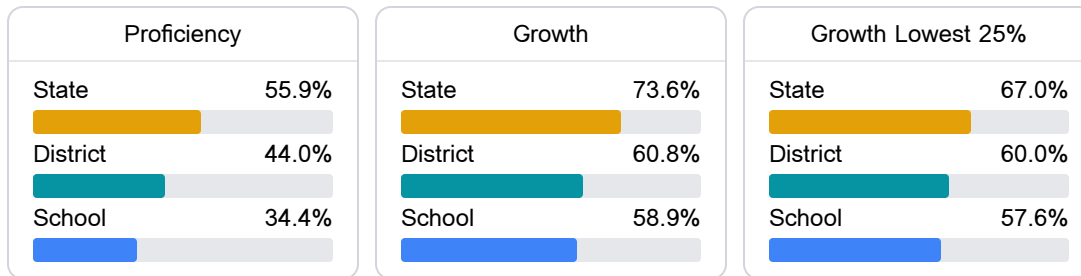 Proficiency
State 55.9%
District 44.0%
School 34.4%
Growth
State 73.6%
District 60.8%
School 58.9%
Growth Lowest 25%
State 67.0%
District 60.0%
School 57.6%